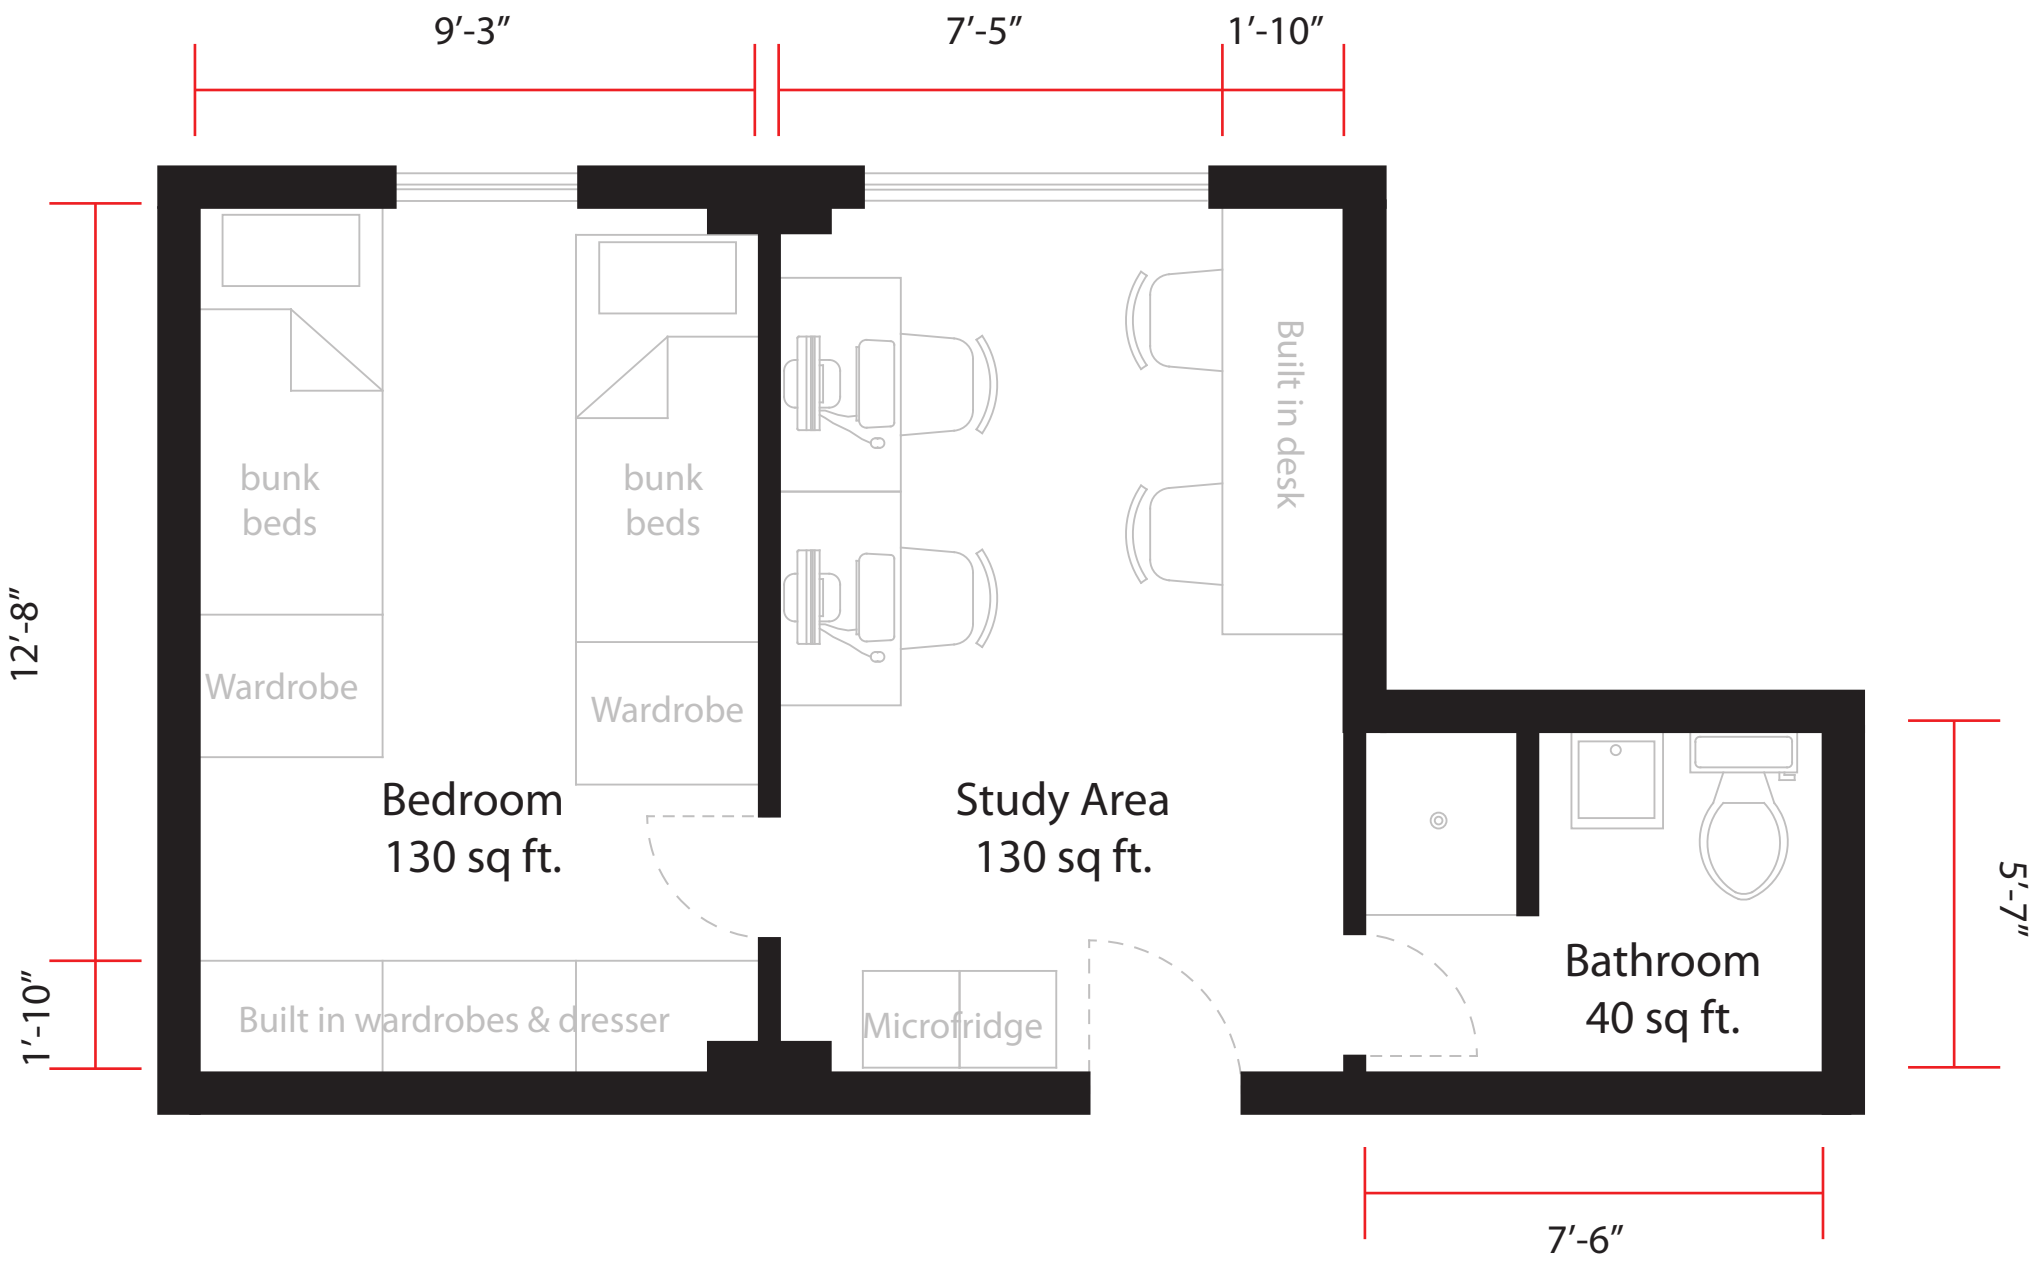 9’-3”
7’-5”
1’-10”
bunk
beds
bunk
beds
Built in desk
12’-8”
Wardrobe
Wardrobe
Bedroom
130 sq ft.
Study Area
130 sq ft.
5’-7”
Bathroom
40 sq ft.
1’-10”
Built in wardrobes & dresser
Microfridge
7’-6”